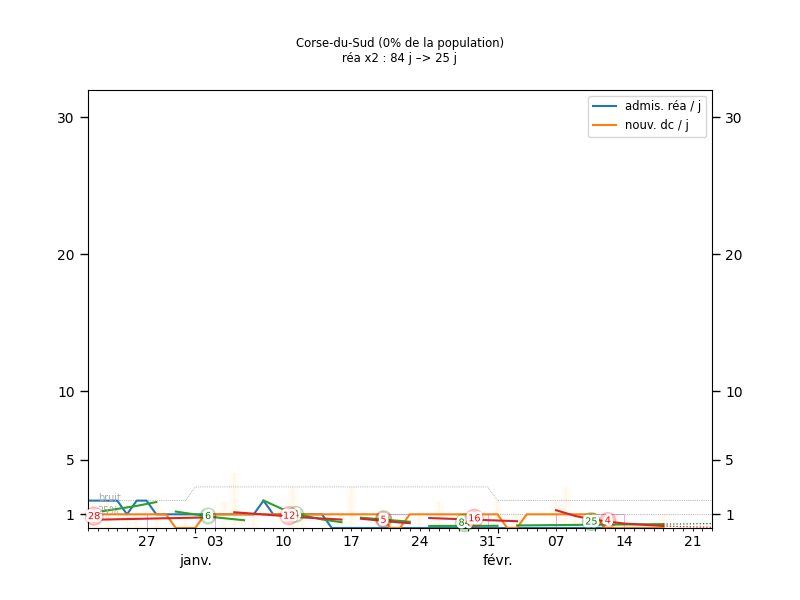 Corse-du-Sud (0% de la population)
réa x2 : 84 j –> 25 j
admis. réa / j
nouv. dc / j
30 30
20 20
10 10
5 5
1 1
bruit
28 6 12 5 8 16 25 4
27 03 10 17 24 31 07 14 21
janv. févr.